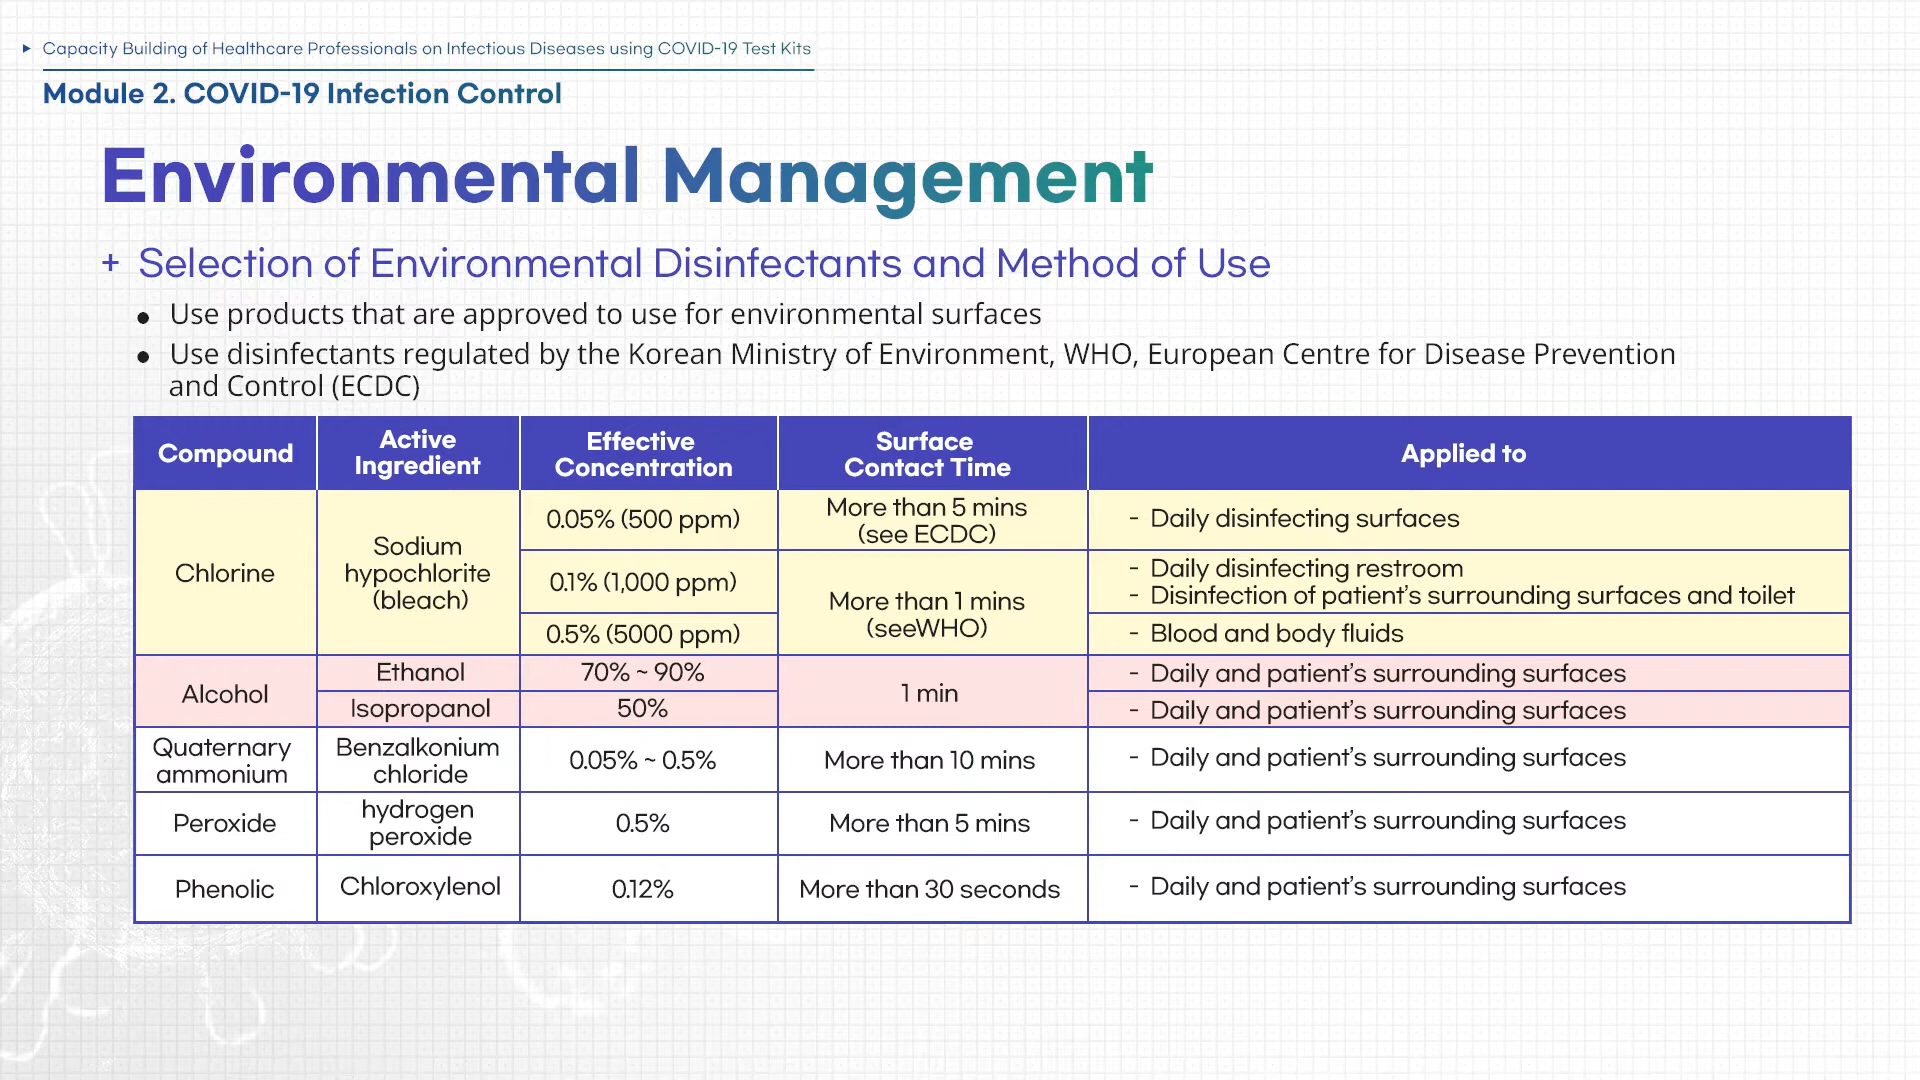 Capacity Building of Healthcare Professionals on Infectious Diseases using COVID-19 Test Kits
Module 2. COVID-19 Infection Control
Environmental Management
+ Selection of Environmental Disinfectants and Method of Use
● Use products that are approved to use for environmental surfaces
● Use disinfectants regulated by the Korean Ministry of Environment, WHO, European Centre for Disease Prevention
and Control (ECDC)
Compound
Active
Ingredient
Effective
Concentration
Surface
Contact Time
Applied to
Chlorine
Sodium
hypochlorite
(bleach)
0.05% (500 ppm)
More than 5 mins
(see ECDC)
- Daily disinfecting surfaces
0.1% (1,000 ppm)
More than 1 mins
(seeWHO)
- Daily disinfecting restroom
- Disinfection of patient's surrounding surfaces and toilet
0.5% (5000 ppm)
- Blood and body fluids
Alcohol
Ethanol
70% ~ 90%
1 min
- Daily and patient's surrounding surfaces
Isopropanol
50%
- Daily and patient's surrounding surfaces
Quaternary
ammonium
Benzalkonium
chloride
0.05% ~ 0.5%
More than 10 mins
- Daily and patient's surrounding surfaces
Peroxide
hydrogen
peroxide
0.5%
More than 5 mins
- Daily and patient's surrounding surfaces
Phenolic
Chloroxylenol
0.12%
More than 30 seconds
- Daily and patient's surrounding surfaces